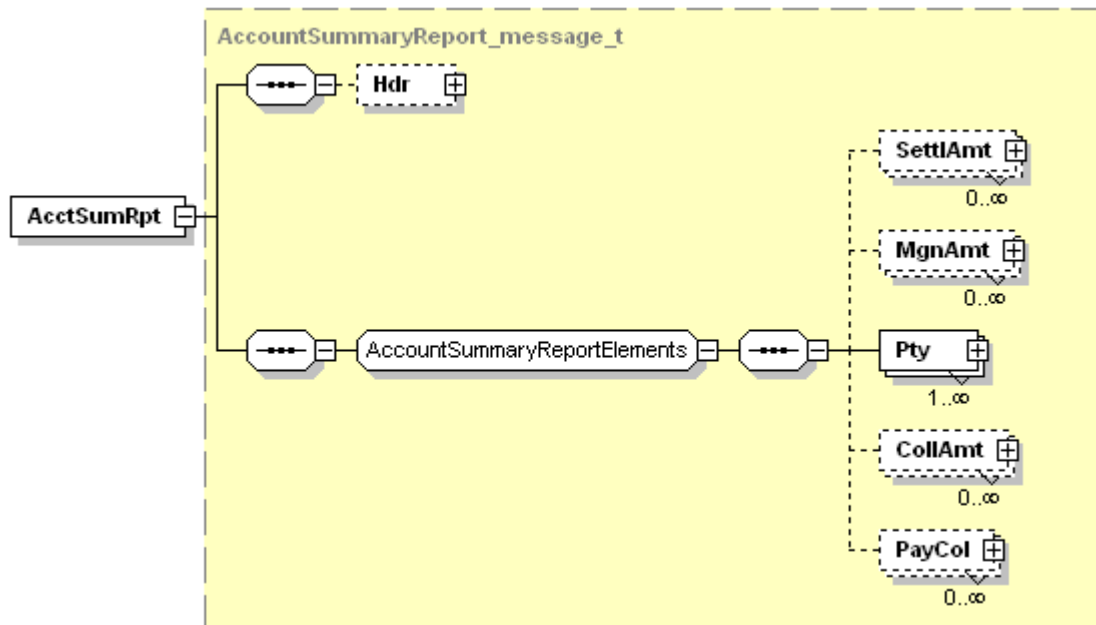 AccountSummaryReport_message_t
Hdr
SettlAmt
0..∞
AcctSumRpt
MgnAmt
0..∞
AccountSummaryReportElements
Pty
1..∞
CollAmt
0..∞
PayCol
0..∞